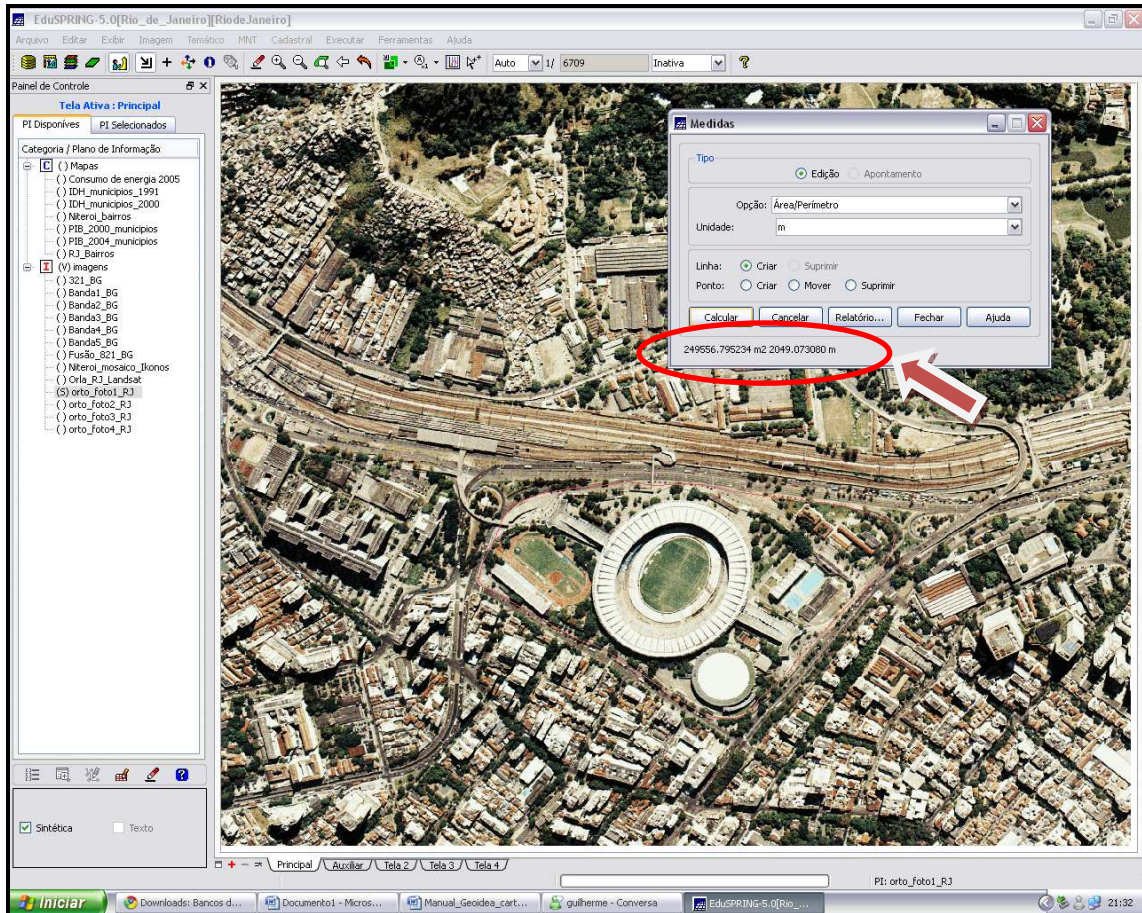 EduSPRING-5.0[Rio_de_Janeiro][RiodeJaneiro]
Arquivo Editar Exibir Imagem Temático MNT Cadastral Executar Ferramentas Ajuda
Auto 1/ 6709 Inativa
Painel de Controle
Tela Ativa : Principal
PI Disponíves PI Selecionados
Categoria / Plano de Informação
C () Mapas
() Consumo de energia 2005
() IDH_municipios_1991
() IDH_municipios_2000
() Niteroi_bairros
() PIB_2000_municipios
() PIB_2004_municipios
() RJ_Bairros
I (V) imagens
() 321_BG
() Banda1_BG
() Banda2_BG
() Banda3_BG
() Banda4_BG
() Banda5_BG
() Fusão_821_BG
() Niteroi_mosaico_Ikonos
() Orla_RJ_Landsat
(S) orto_foto1_RJ
() orto_foto2_RJ
() orto_foto3_RJ
() orto_foto4_RJ
Sintética Texto
Medidas
Tipo
Edição Apontamento
Opção: Área/Perímetro
Unidade: m
Linha: Criar Suprimir
Ponto: Criar Mover Suprimir
Calcular Cancelar Relatório... Fechar Ajuda
249556.795234 m2 2049.073080 m
Principal Auxiliar Tela 2 Tela 3 Tela 4
PI: orto_foto1_RJ
Iniciar Downloads: Bancos d... Documento1 - Micros... Manual_Geoidea_cart... guilherme - Conversa EduSPRING-5.0[Rio_... 21:32